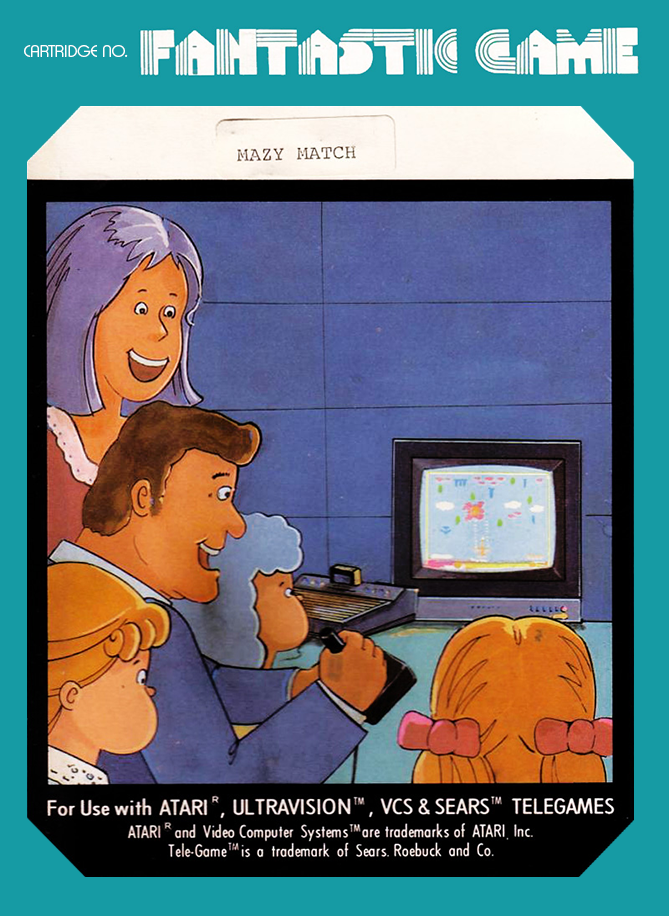 CARTRIDGE NO. FANTASTIC GAME
MAZY MATCH
For Use with ATARI®, ULTRAVISION™, VCS & SEARS™ TELEGAMES
ATARI® and Video Computer Systems™ are trademarks of ATARI, Inc.
Tele-Game™ is a trademark of Sears. Roebuck and Co.